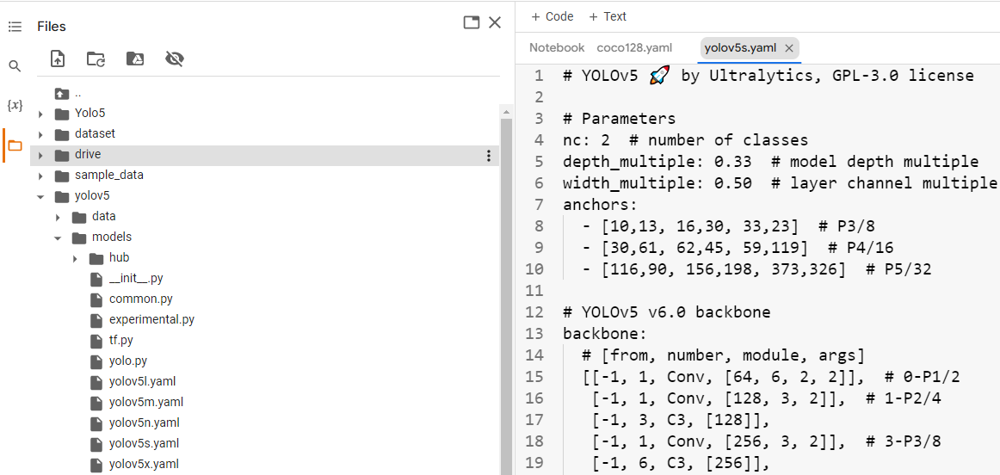 Files
{x}
..
Yolo5
dataset
drive
sample_data
yolov5
data
models
hub
__init__.py
common.py
experimental.py
tf.py
yolo.py
yolov5l.yaml
yolov5m.yaml
yolov5n.yaml
yolov5s.yaml
yolov5x.yaml
+ Code + Text
Notebook coco128.yaml yolov5s.yaml ×
1 # YOLOv5 🚀 by Ultralytics, GPL-3.0 license
2
3 # Parameters
4 nc: 2  # number of classes
5 depth_multiple: 0.33  # model depth multiple
6 width_multiple: 0.50  # layer channel multiple
7 anchors:
8   - [10,13, 16,30, 33,23]  # P3/8
9   - [30,61, 62,45, 59,119]  # P4/16
10   - [116,90, 156,198, 373,326]  # P5/32
11
12 # YOLOv5 v6.0 backbone
13 backbone:
14   # [from, number, module, args]
15   [[-1, 1, Conv, [64, 6, 2, 2]],  # 0-P1/2
16    [-1, 1, Conv, [128, 3, 2]],  # 1-P2/4
17    [-1, 3, C3, [128]],
18    [-1, 1, Conv, [256, 3, 2]],  # 3-P3/8
19    [-1, 6, C3, [256]],